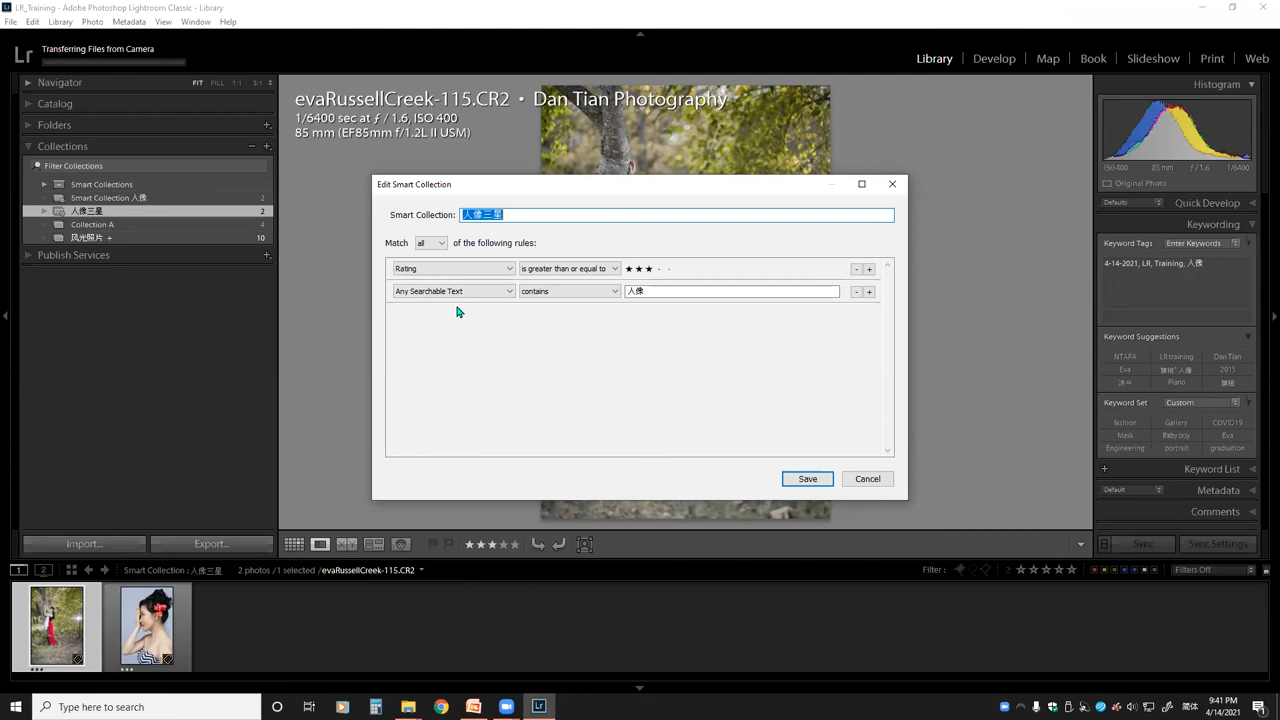 LR_Training - Adobe Photoshop Lightroom Classic - Library
File Edit Library Photo Metadata View Window Help
Lr Transferring Files from Camera
Library Develop Map Book Slideshow Print Web
Navigator FIT FILL 1:1 3:1
Catalog
Folders
Collections
Filter Collections
Smart Collections
Smart Collection 人像 2
人像三星 2
Collection A 4
风光照片 + 10
Publish Services
Import... Export...
evaRussellCreek-115.CR2 • Dan Tian Photography
1/6400 sec at ƒ / 1.6, ISO 400
85 mm (EF85mm f/1.2L II USM)
Edit Smart Collection
Smart Collection: 人像三星
Match all of the following rules:
Rating is greater than or equal to ★ ★ ★ · ·
Any Searchable Text contains 人像
Save Cancel
Histogram
ISO 400 85 mm f / 1.6
Original Photo
Defaults Quick Develop
Keywording
Keyword Tags Enter Keywords
4-14-2021, LR, Training, 人像
Keyword Suggestions
NTAPA LR training Dan Tian
Eva 2015
Piano
Keyword Set Custom
fashion Gallery COVID19
Mask Baby boy Eva
Engineering portrait graduation
Keyword List
Default Metadata
Comments
Sync Sync Settings
1 2 Smart Collection : 人像三星 2 photos / 1 selected / evaRussellCreek-115.CR2 Filter : Filters Off
Type here to search
Lr
简体
9:41 PM
4/14/2021